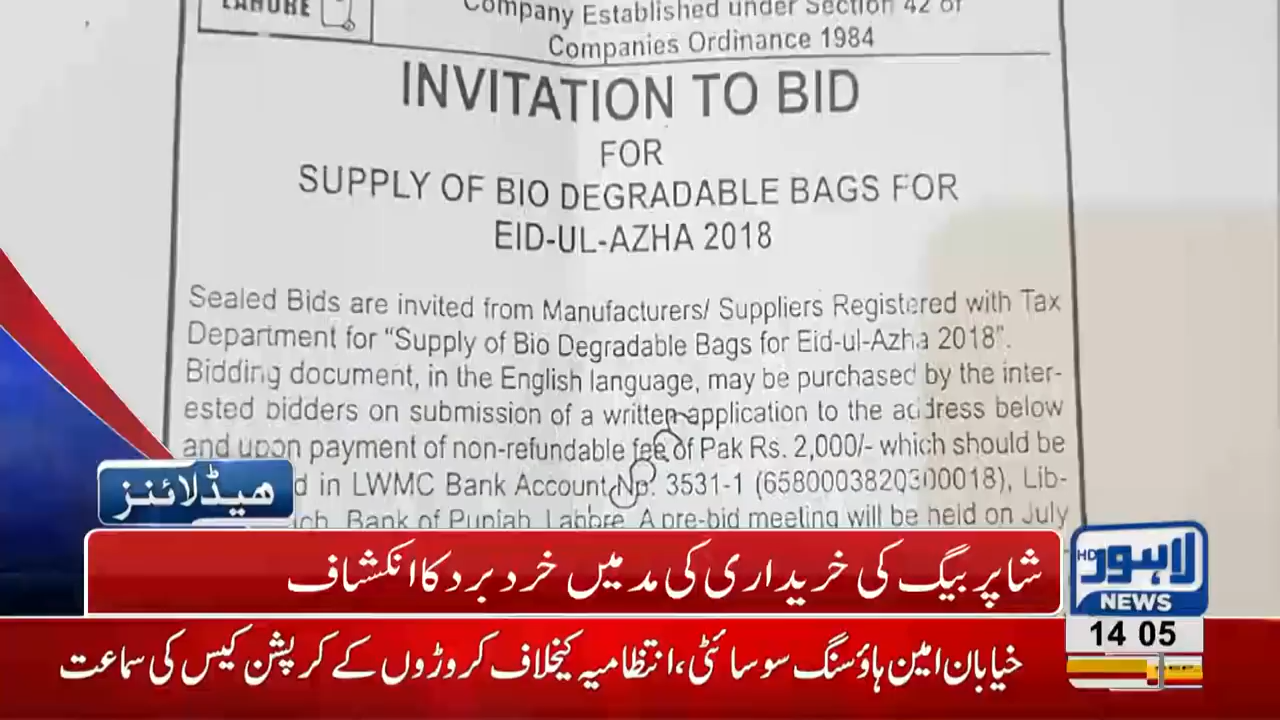 LAHORE
Company Established under Section 42 of
Companies Ordinance 1984
INVITATION TO BID
FOR
SUPPLY OF BIO DEGRADABLE BAGS FOR
EID-UL-AZHA 2018
Sealed Bids are invited from Manufacturers/ Suppliers Registered with Tax
Department for “Supply of Bio Degradable Bags for Eid-ul-Azha 2018”.
Bidding document, in the English language, may be purchased by the inter-
ested bidders on submission of a written application to the address below
and upon payment of non-refundable fee of Pak Rs. 2,000/- which should be
d in LWMC Bank Account No. 3531-1 (6580003820300018), Lib-
ch, Bank of Punjab, Lahore. A pre-bid meeting will be held on July
ھیڈلائنز
شاپر بیگ کی خریداری کی مد میں خرد برد کا انکشاف
HD لاہور
NEWS
14 05
خیابان امین ہاؤسنگ سوسائٹی، انتظامیہ کیخلاف کروڑوں کے کرپشن کیس کی سماعت